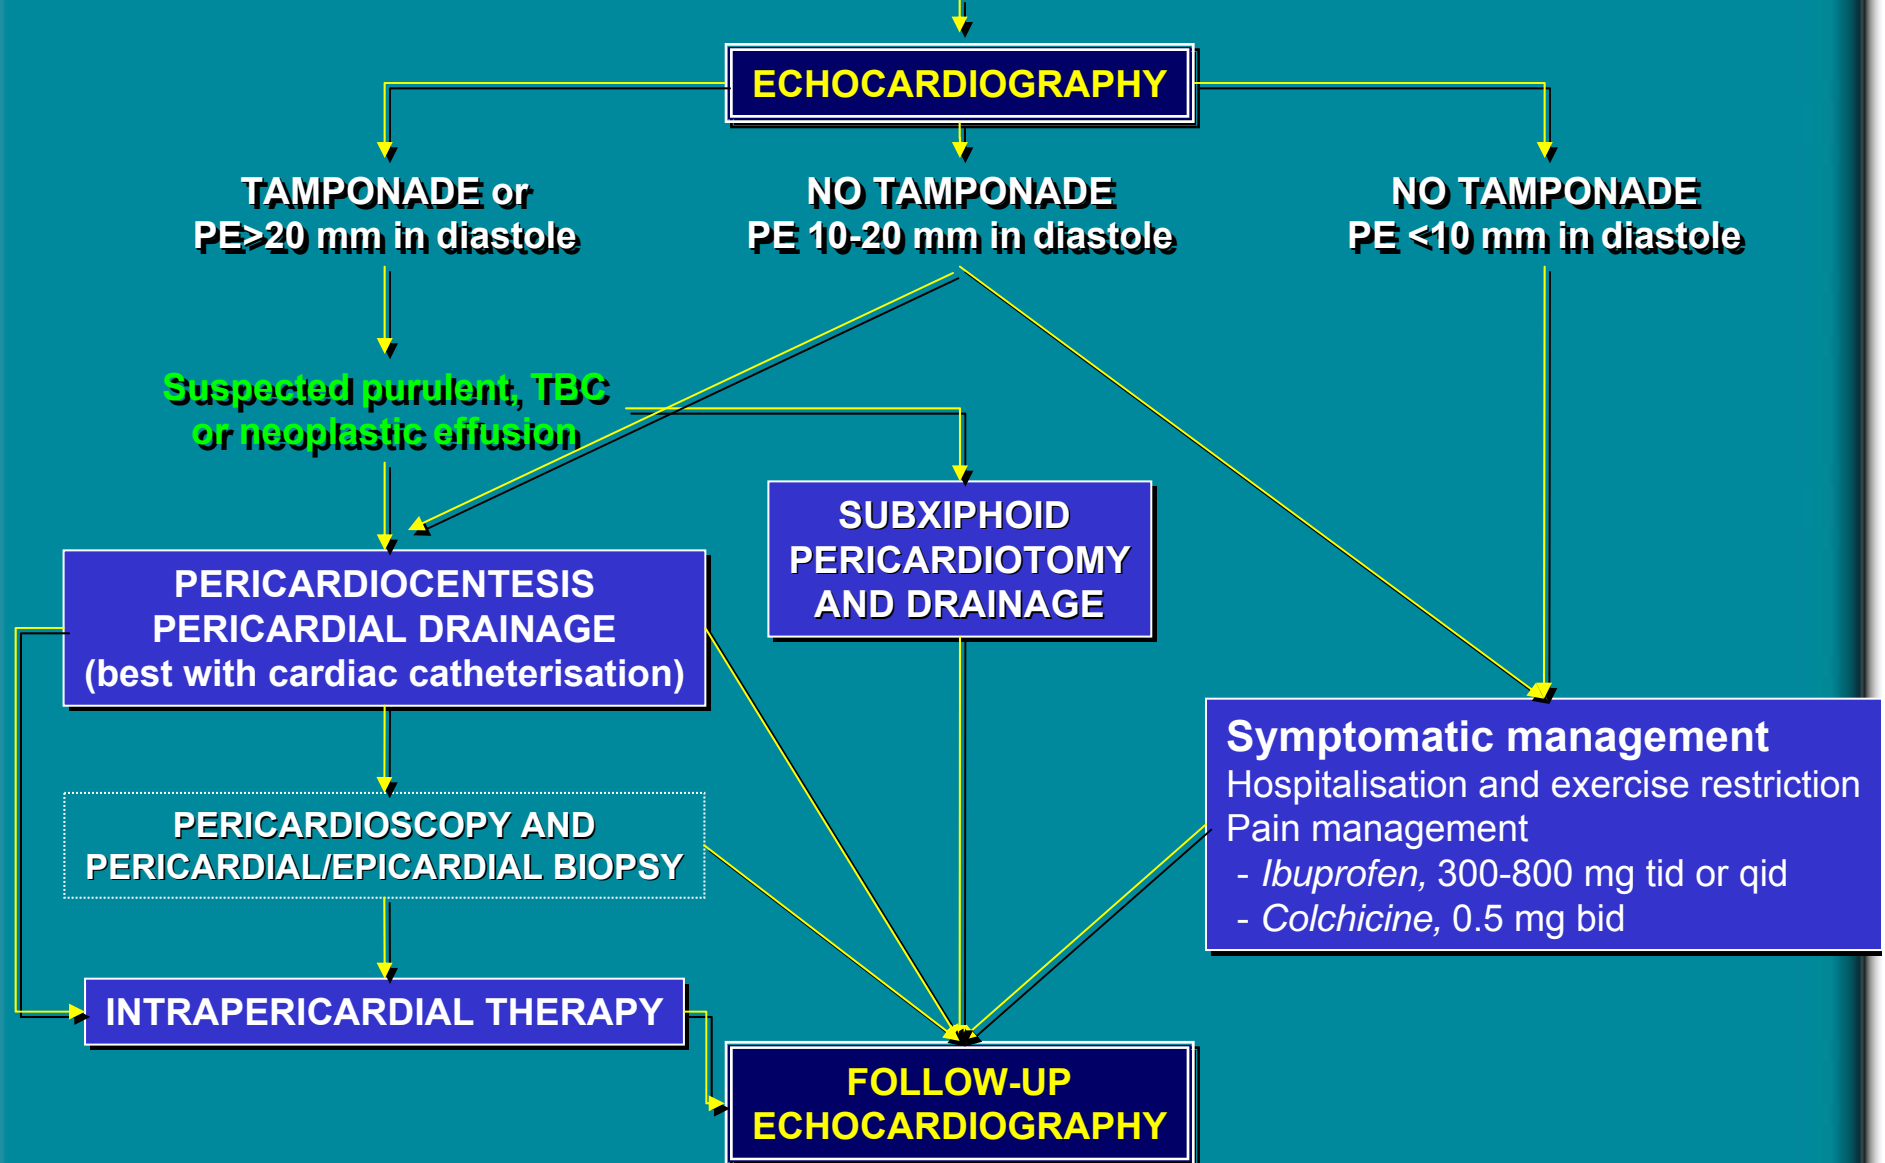 ECHOCARDIOGRAPHY
TAMPONADE or
PE>20 mm in diastole
NO TAMPONADE
PE 10-20 mm in diastole
NO TAMPONADE
PE <10 mm in diastole
Suspected purulent, TBC
or neoplastic effusion
SUBXIPHOID
PERICARDIOTOMY
AND DRAINAGE
PERICARDIOCENTESIS
PERICARDIAL DRAINAGE
(best with cardiac catheterisation)
Symptomatic management
Hospitalisation and exercise restriction
Pain management
- Ibuprofen, 300-800 mg tid or qid
- Colchicine, 0.5 mg bid
PERICARDIOSCOPY AND
PERICARDIAL/EPICARDIAL BIOPSY
INTRAPERICARDIAL THERAPY
FOLLOW-UP
ECHOCARDIOGRAPHY